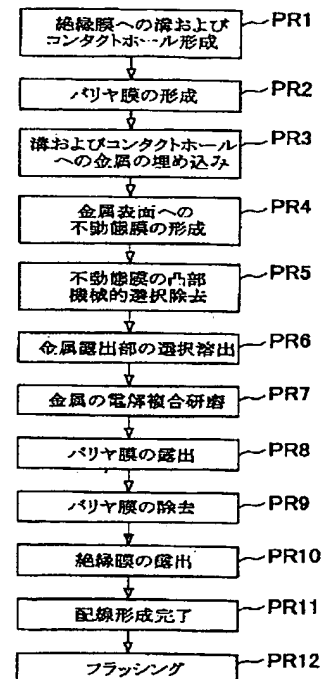 絶縁膜への溝および
コンタクトホール形成
PR1
バリヤ膜の形成
PR2
溝およびコンタクトホール
への金属の埋め込み
PR3
金属表面への
不動態膜の形成
PR4
不動態膜の凸部
機械的選択除去
PR5
金属露出部の選択溶出
PR6
金属の電解複合研磨
PR7
バリヤ膜の露出
PR8
バリヤ膜の除去
PR9
絶縁膜の露出
PR10
配線形成完了
PR11
フラッシング
PR12